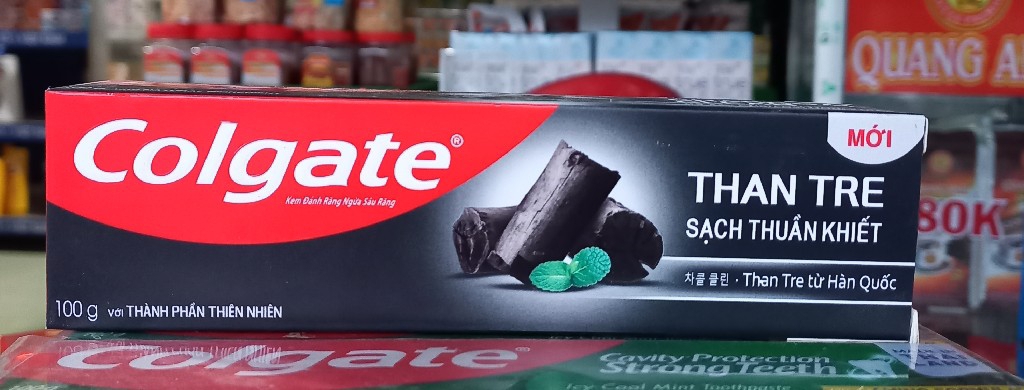 Colgate®
Kem Đánh Răng Ngừa Sâu Răng
MỚI
THAN TRE
SẠCH THUẦN KHIẾT
차콜 클린 · Than Tre từ Hàn Quốc
100 g với THÀNH PHẦN THIÊN NHIÊN
QUANG
80K
Colgate®
Cavity Protection
Strong Teeth
Icy Cool Mint Toothpaste